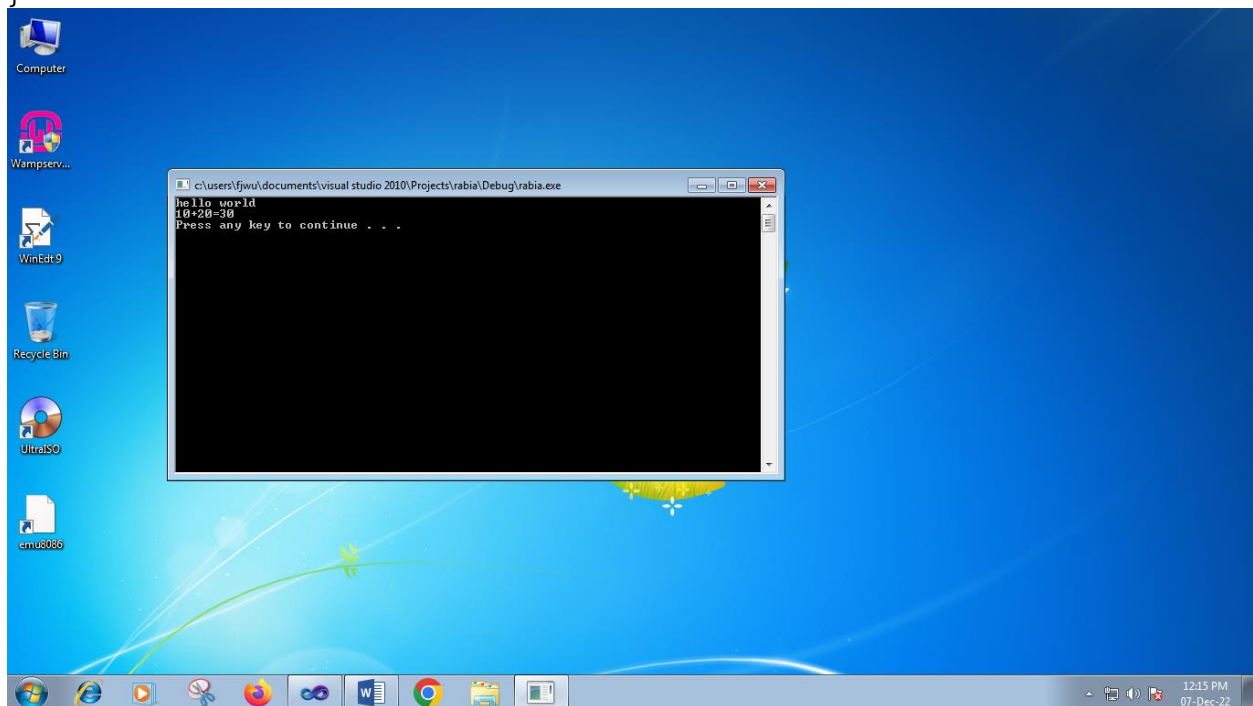 }
Computer
Wampserv...
WinEdt 9
Recycle Bin
UltraISO
emu8086
c:\users\fjwu\documents\visual studio 2010\Projects\rabia\Debug\rabia.exe
hello world
10+20=30
Press any key to continue . . .
12:15 PM
07-Dec-22